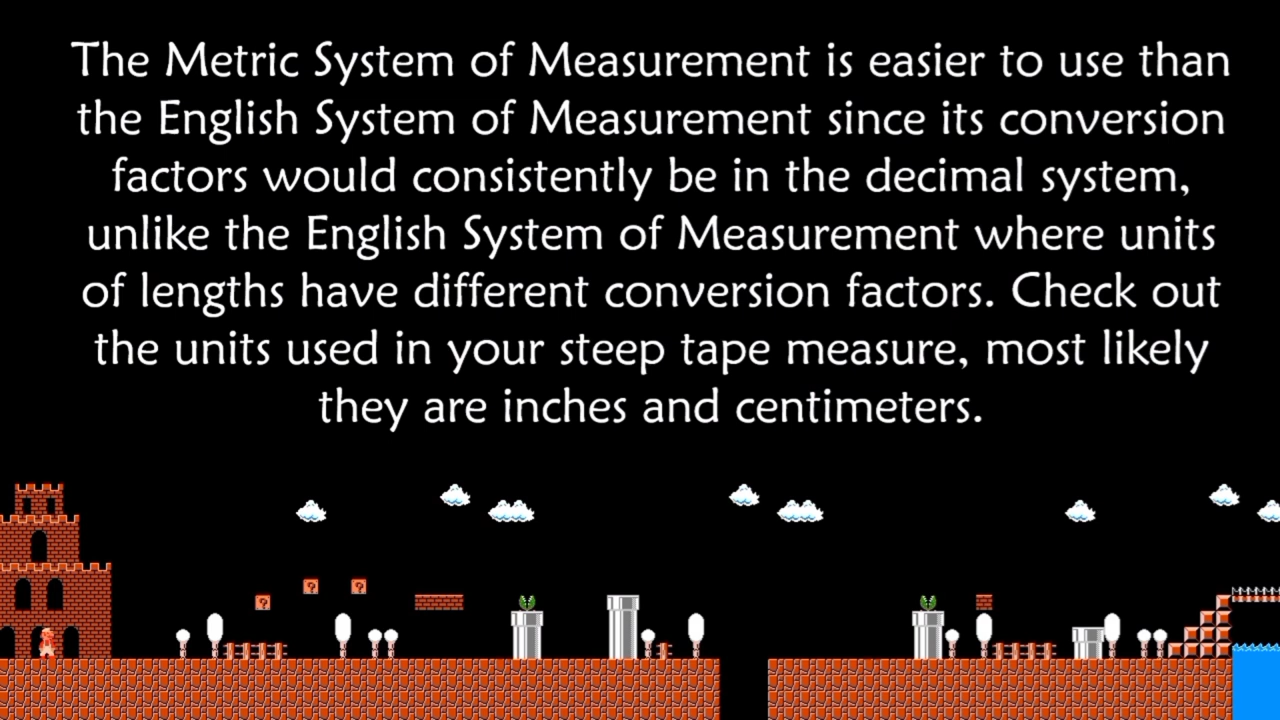 The Metric System of Measurement is easier to use than
the English System of Measurement since its conversion
factors would consistently be in the decimal system,
unlike the English System of Measurement where units
of lengths have different conversion factors. Check out
the units used in your steep tape measure, most likely
they are inches and centimeters.
? ? ?